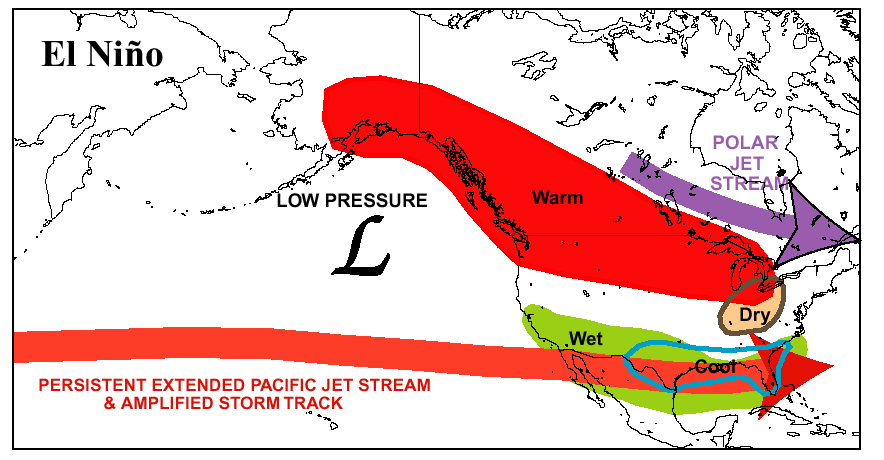 El Niño
POLAR
JET
STREAM
Warm
LOW PRESSURE
L
Dry
Wet
Cool
PERSISTENT EXTENDED PACIFIC JET STREAM
& AMPLIFIED STORM TRACK